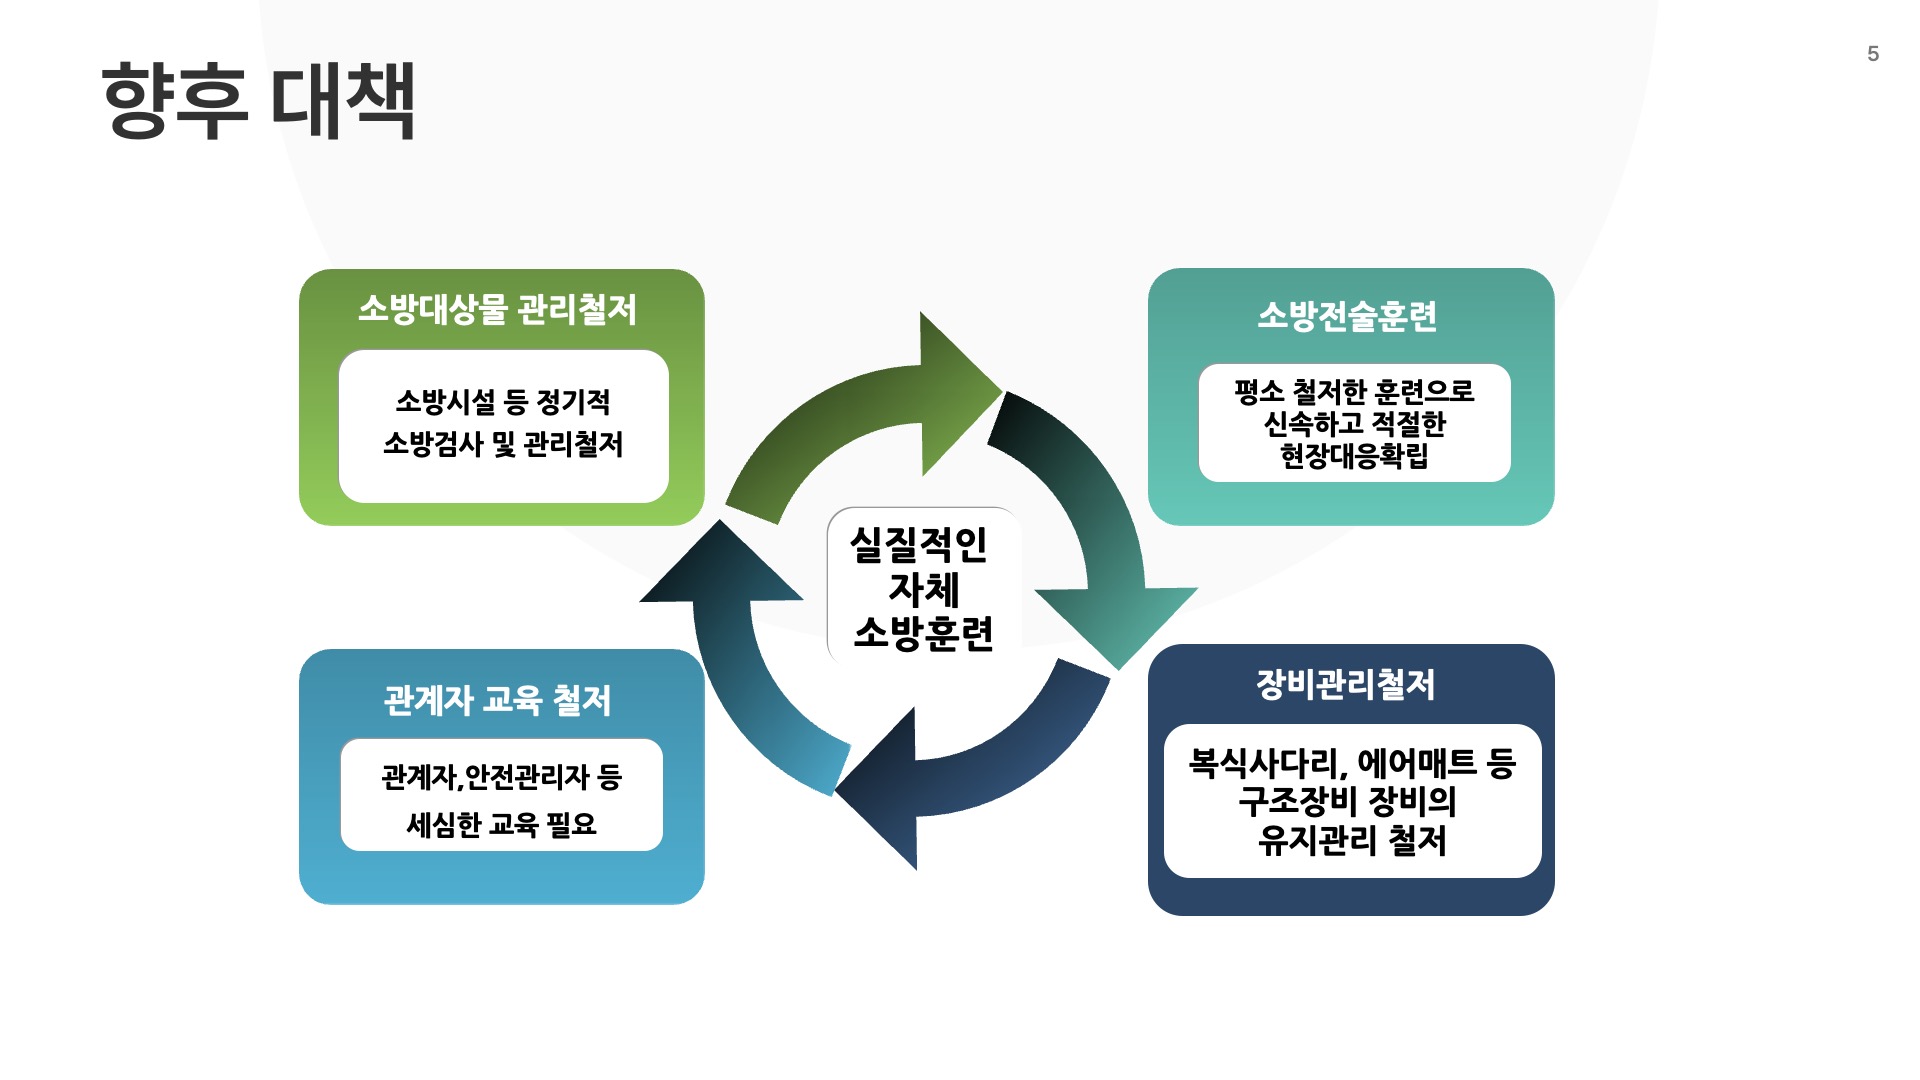 향후 대책
5
소방대상물 관리철저
소방시설 등 정기적
소방검사 및 관리철저
소방전술훈련
평소 철저한 훈련으로
신속하고 적절한
현장대응확립
실질적인
자체
소방훈련
관계자 교육 철저
관계자,안전관리자 등
세심한 교육 필요
장비관리철저
복식사다리, 에어매트 등
구조장비 장비의
유지관리 철저